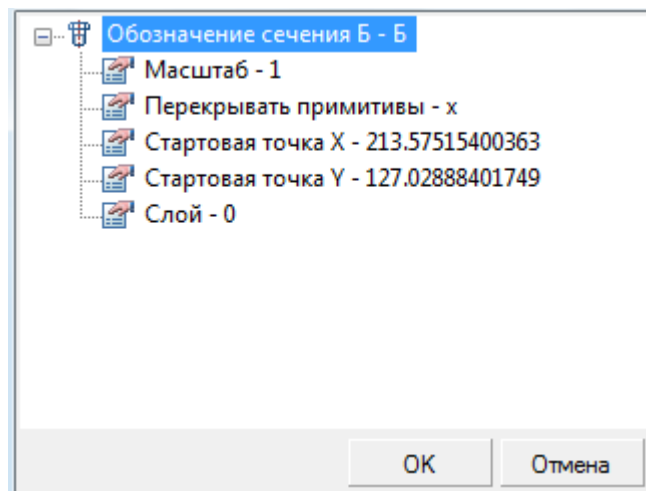 Обозначение сечения Б - Б
Масштаб - 1
Перекрывать примитивы - x
Стартовая точка X - 213.57515400363
Стартовая точка Y - 127.02888401749
Слой - 0
OK
Отмена